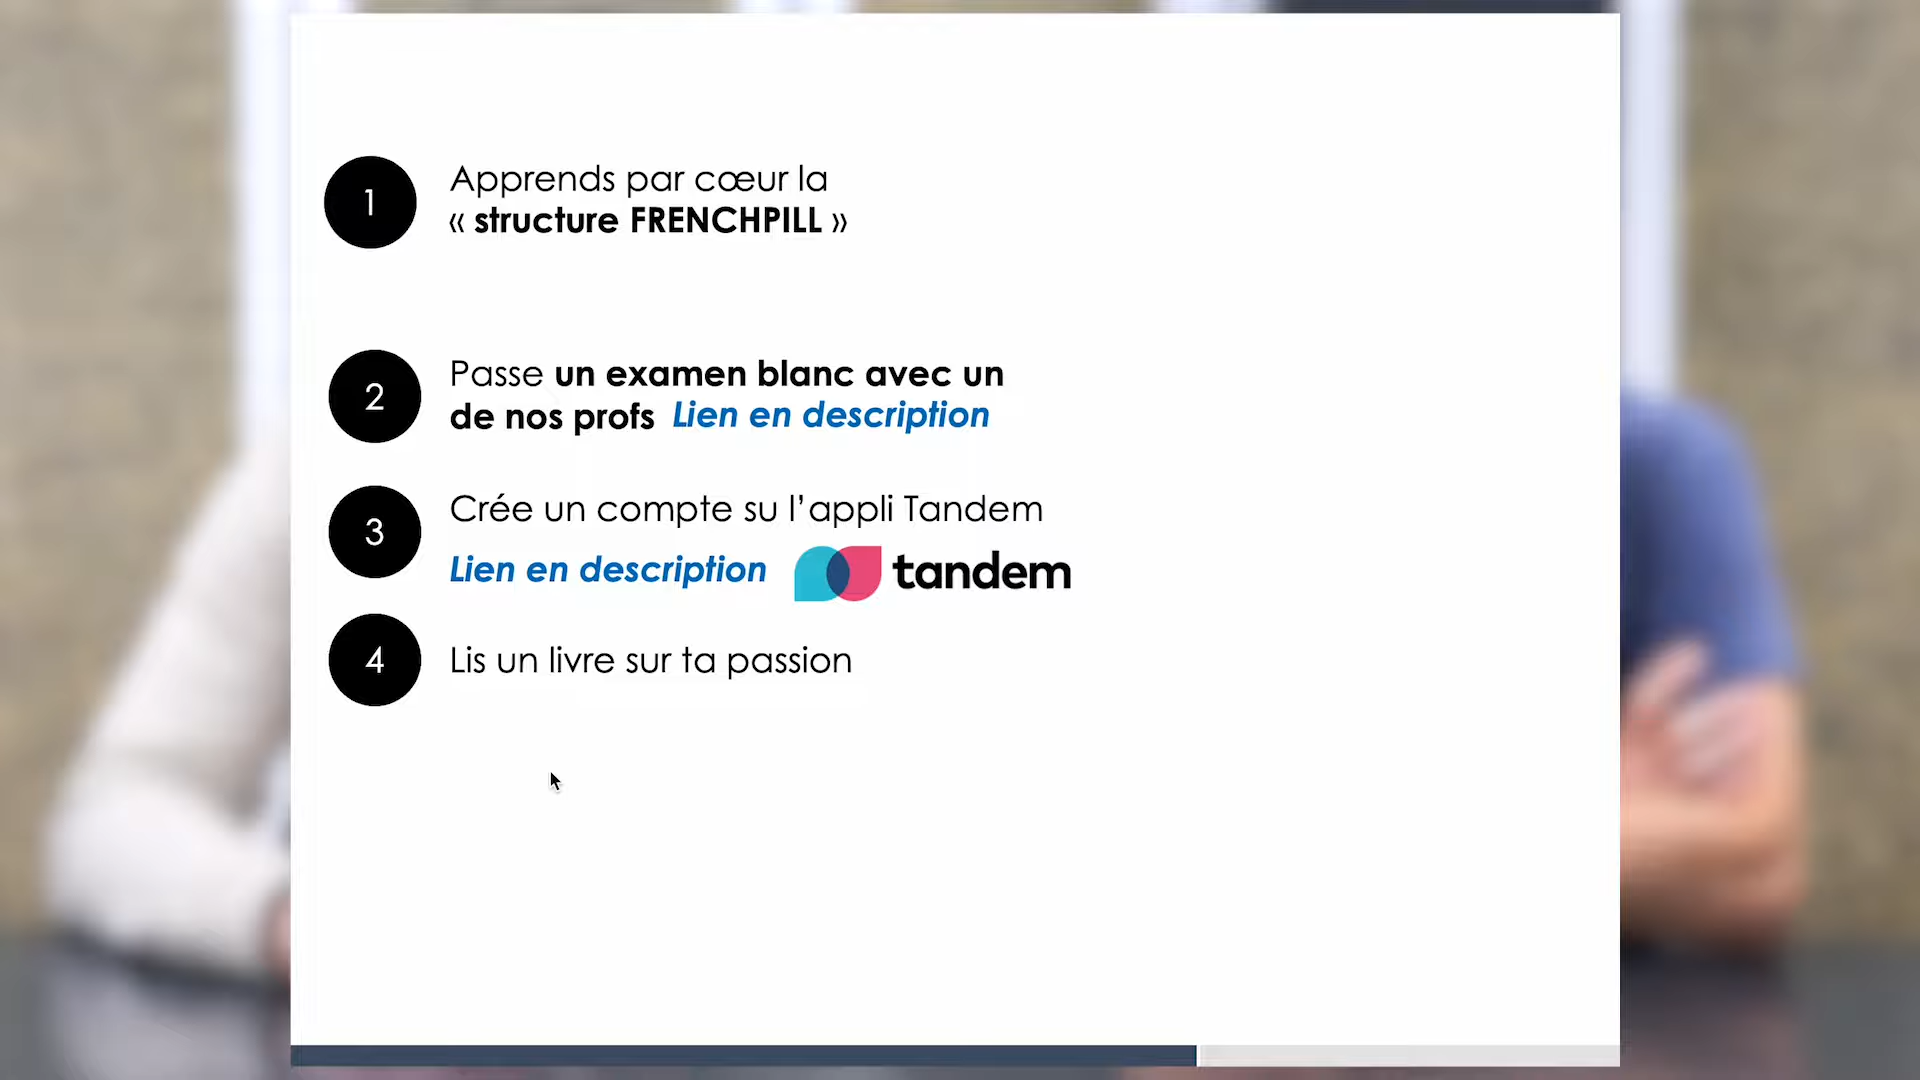 1
Apprends par cœur la
« structure FRENCHPILL »
2
Passe un examen blanc avec un
de nos profs Lien en description
3
Crée un compte su l’appli Tandem
Lien en description tandem
4
Lis un livre sur ta passion